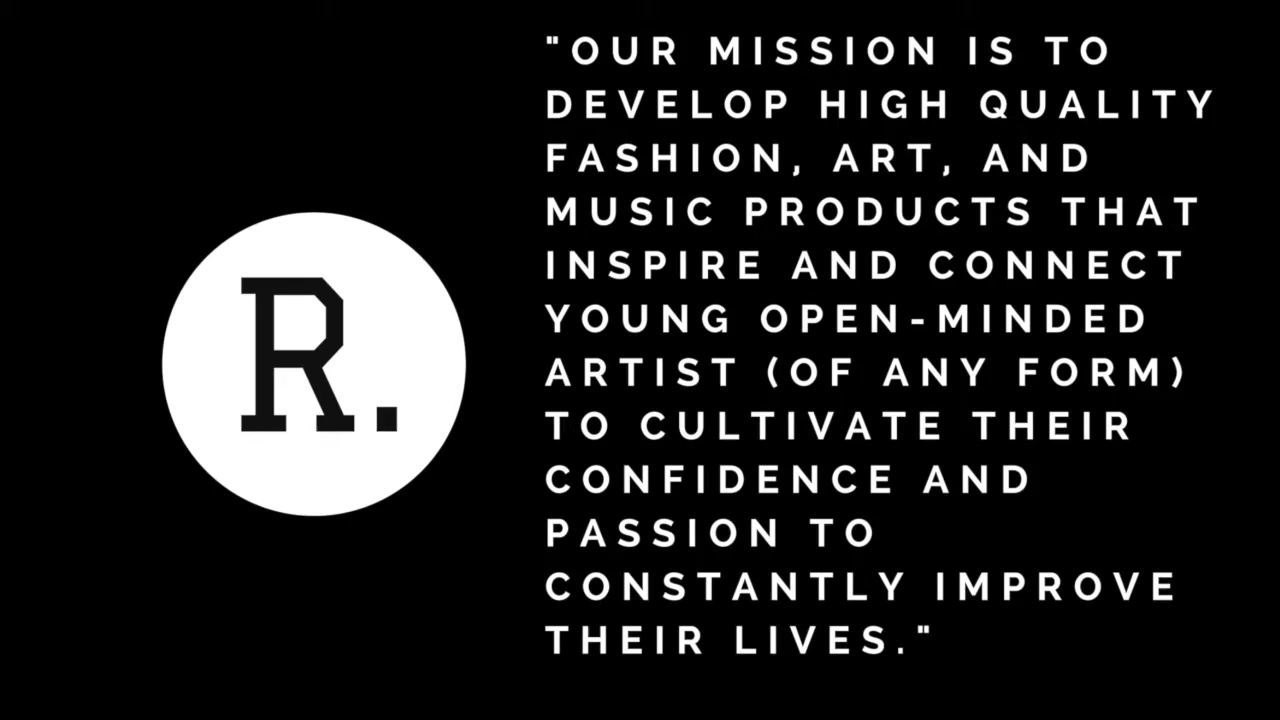 R.
"OUR MISSION IS TO
DEVELOP HIGH QUALITY
FASHION, ART, AND
MUSIC PRODUCTS THAT
INSPIRE AND CONNECT
YOUNG OPEN-MINDED
ARTIST (OF ANY FORM)
TO CULTIVATE THEIR
CONFIDENCE AND
PASSION TO
CONSTANTLY IMPROVE
THEIR LIVES."